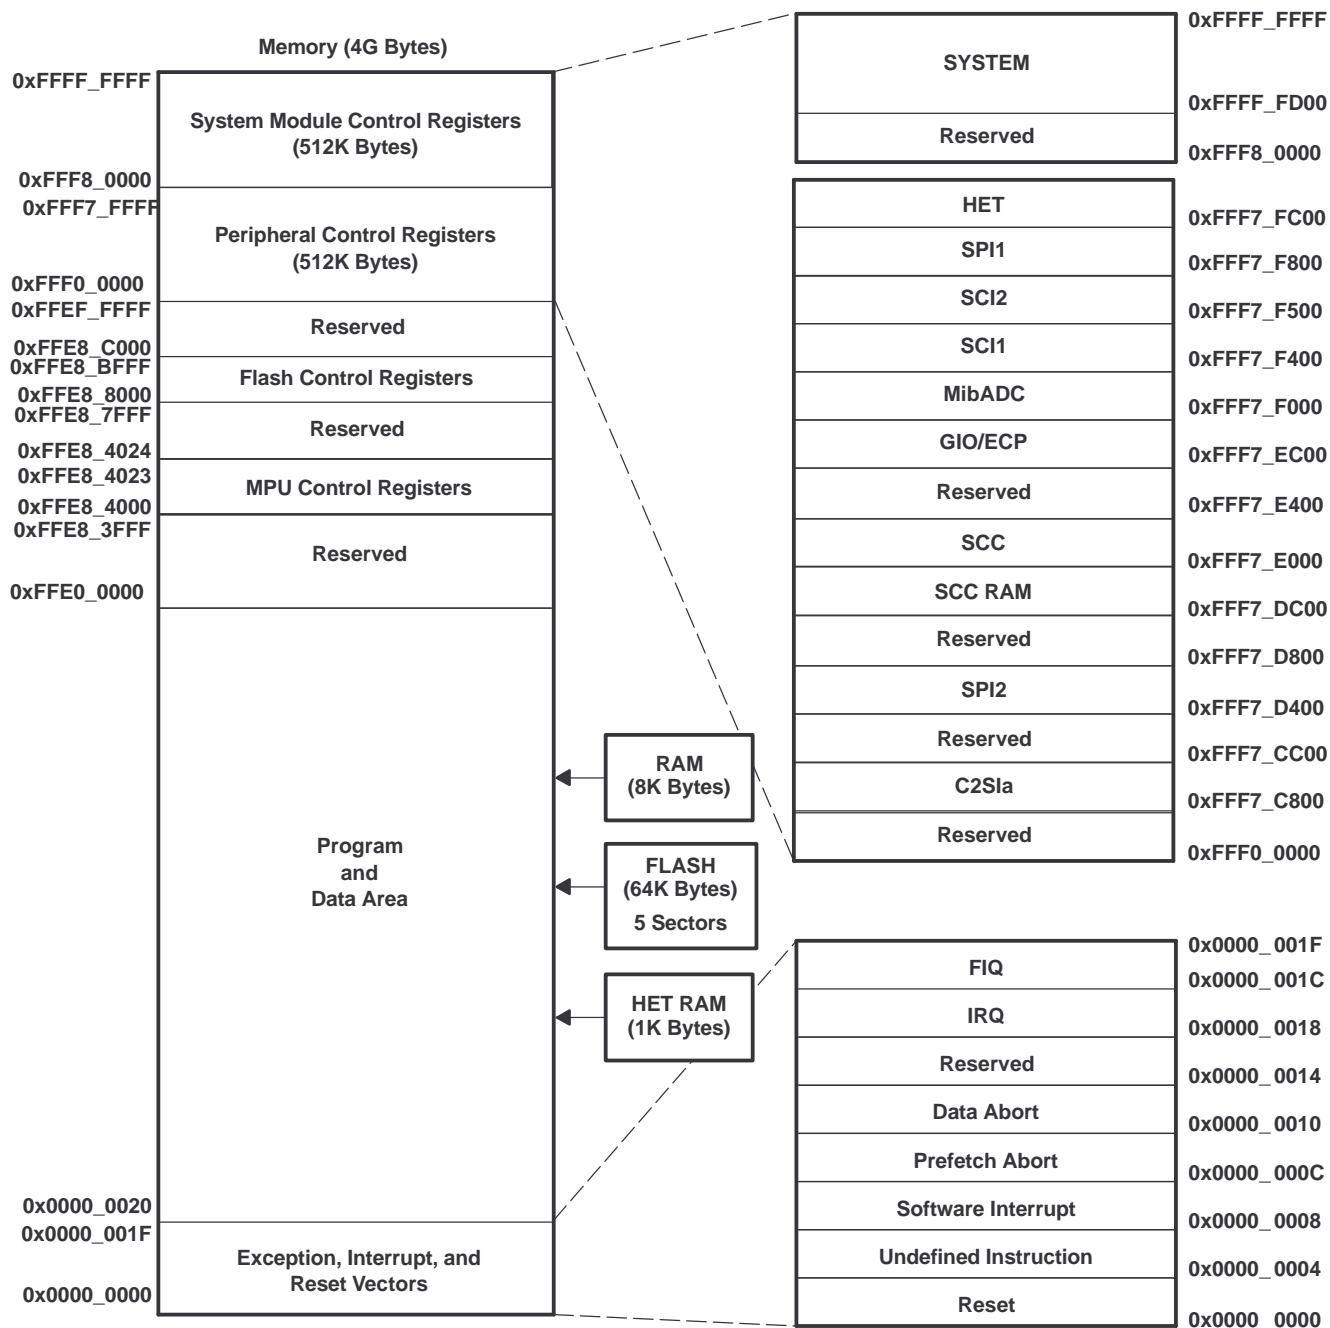 Memory (4G Bytes)
0xFFFF_FFFF
System Module Control Registers
(512K Bytes)
0xFFF8_0000
0xFFF7_FFFF
Peripheral Control Registers
(512K Bytes)
0xFFF0_0000
0xFFEF_FFFF
Reserved
0xFFE8_C000
0xFFE8_BFFF
Flash Control Registers
0xFFE8_8000
0xFFE8_7FFF
Reserved
0xFFE8_4024
0xFFE8_4023
MPU Control Registers
0xFFE8_4000
0xFFE8_3FFF
Reserved
0xFFE0_0000
Program
and
Data Area
0x0000_0020
0x0000_001F
Exception, Interrupt, and
Reset Vectors
0x0000_0000
RAM
(8K Bytes)
FLASH
(64K Bytes)
5 Sectors
HET RAM
(1K Bytes)
0xFFFF_FFFF
SYSTEM
0xFFFF_FD00
Reserved
0xFFF8_0000
HET
0xFFF7_FC00
SPI1
0xFFF7_F800
SCI2
0xFFF7_F500
SCI1
0xFFF7_F400
MibADC
0xFFF7_F000
GIO/ECP
0xFFF7_EC00
Reserved
0xFFF7_E400
SCC
0xFFF7_E000
SCC RAM
0xFFF7_DC00
Reserved
0xFFF7_D800
SPI2
0xFFF7_D400
Reserved
0xFFF7_CC00
C2SIa
0xFFF7_C800
Reserved
0xFFF0_0000
0x0000_001F
FIQ
0x0000_001C
IRQ
0x0000_0018
Reserved
0x0000_0014
Data Abort
0x0000_0010
Prefetch Abort
0x0000_000C
Software Interrupt
0x0000_0008
Undefined Instruction
0x0000_0004
Reset
0x0000_0000